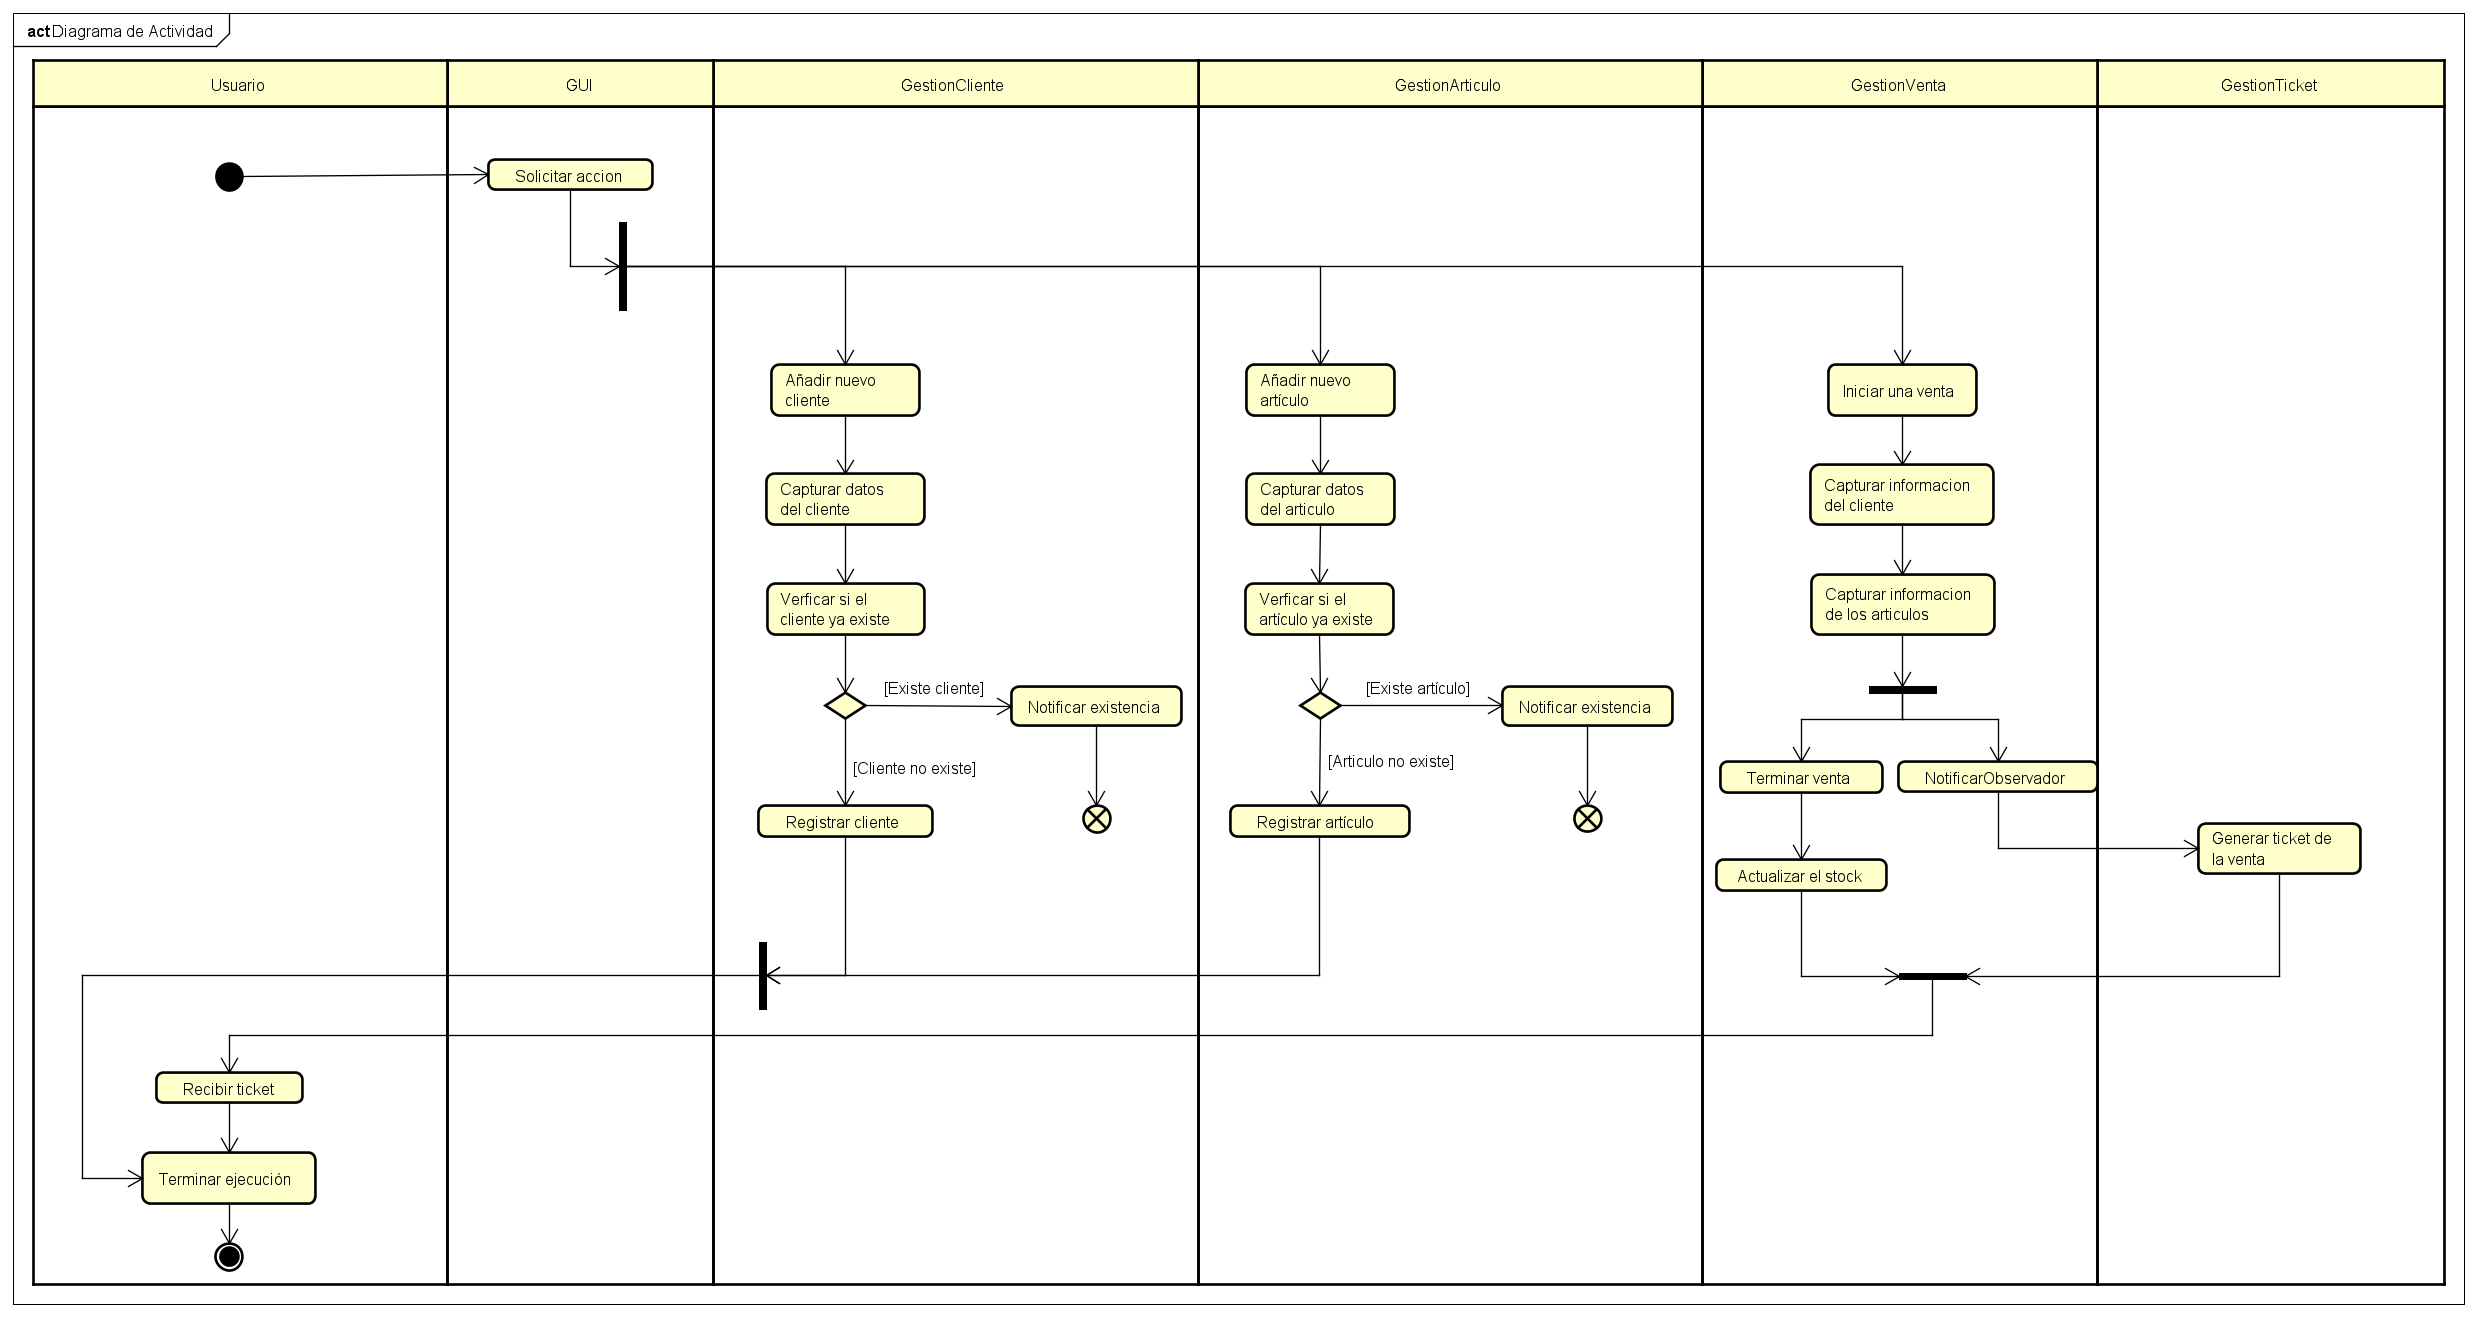 act Diagrama de Actividad
Usuario
GUI
GestionCliente
GestionArticulo
GestionVenta
GestionTicket
Solicitar accion
Añadir nuevo
cliente
Añadir nuevo
artículo
Iniciar una venta
Capturar datos
del cliente
Capturar datos
del articulo
Capturar informacion
del cliente
Verficar si el
cliente ya existe
Verficar si el
artículo ya existe
Capturar informacion
de los articulos
[Existe cliente]
Notificar existencia
[Existe artículo]
Notificar existencia
[Cliente no existe]
[Articulo no existe]
Terminar venta
NotificarObservador
Registrar cliente
Registrar artículo
Generar ticket de
la venta
Actualizar el stock
Recibir ticket
Terminar ejecución